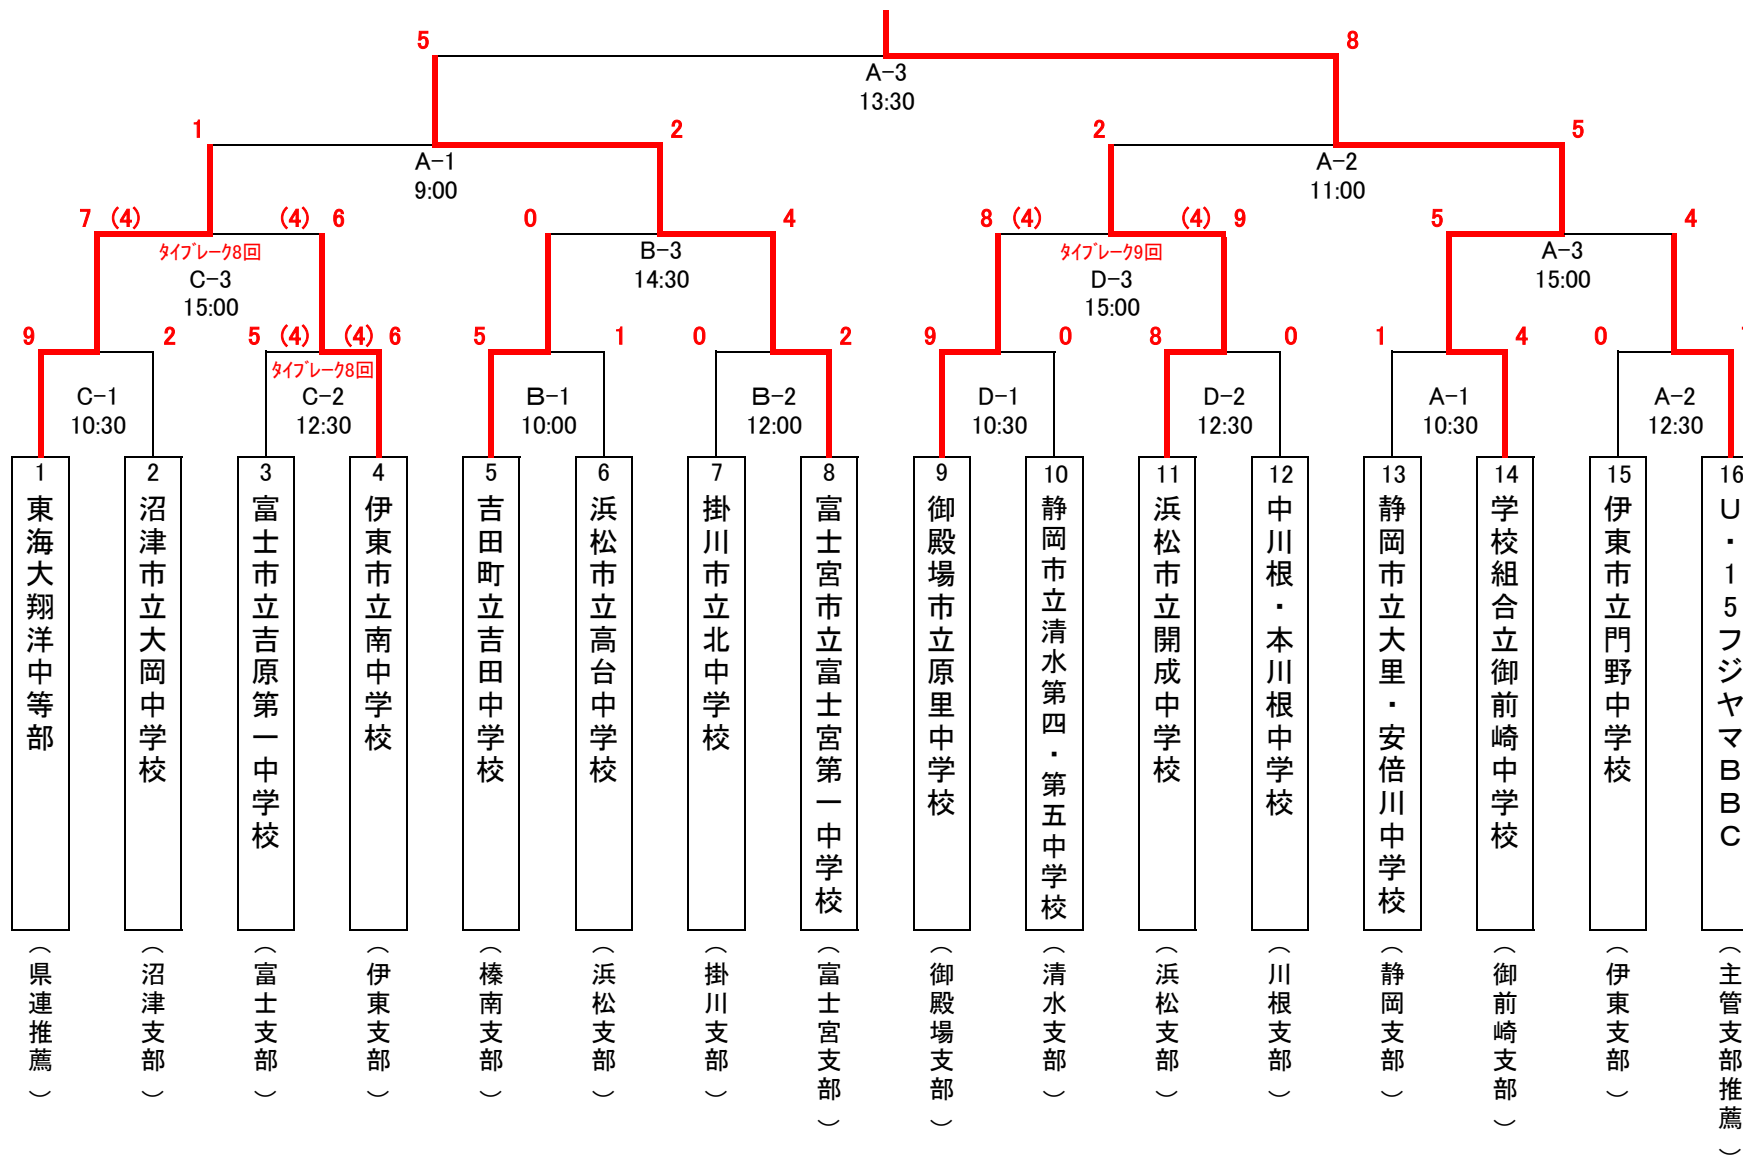 5 8
A-3
13:30
1 2 2 5
A-1 A-2
9:00 11:00
7 (4) (4) 6 0 4 8 (4) (4) 9 5 4
ﾀｲﾌﾞﾚｰｸ8回 B-3 ﾀｲﾌﾞﾚｰｸ9回 A-3
C-3 14:30 D-3 15:00
15:00 15:00
9 2 5 (4) (4) 6 5 1 0 2 9 0 8 0 1 4 0
ﾀｲﾌﾞﾚｰｸ8回
C-1 C-2 B-1 B-2 D-1 D-2 A-1 A-2
10:30 12:30 10:00 12:00 10:30 12:30 10:30 12:30
1
東海大翔洋中等部
（県連推薦）
2
沼津市立大岡中学校
（沼津支部）
3
富士市立吉原第一中学校
（富士支部）
4
伊東市立南中学校
（伊東支部）
5
吉田町立吉田中学校
（榛南支部）
6
浜松市立高台中学校
（浜松支部）
7
掛川市立北中学校
（掛川支部）
8
富士宮市立富士宮第一中学校
（富士宮支部）
9
御殿場市立原里中学校
（御殿場支部）
10
静岡市立清水第四・第五中学校
（清水支部）
11
浜松市立開成中学校
（浜松支部）
12
中川根・本川根中学校
（川根支部）
13
静岡市立大里・安倍川中学校
（静岡支部）
14
学校組合立御前崎中学校
（御前崎支部）
15
伊東市立門野中学校
（伊東支部）
16
U・15フジヤマBBC
（主管支部推薦）